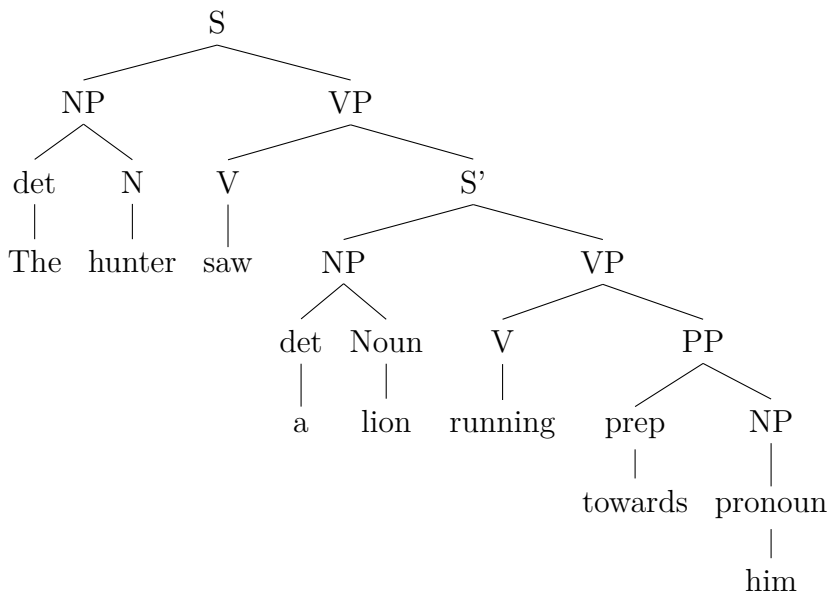 S
NP VP
det N V S'
The hunter saw NP VP
det Noun V PP
a lion running prep NP
towards pronoun
him